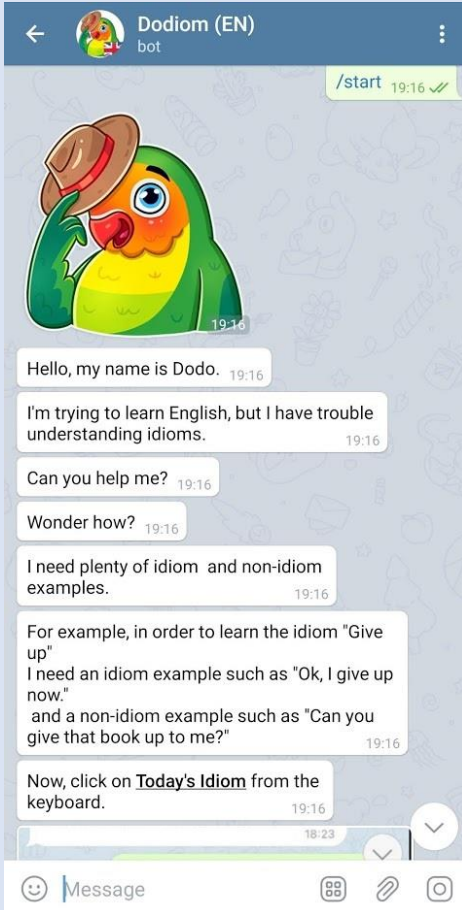 Dodiom (EN)
bot
/start 19:16
19:16
Hello, my name is Dodo. 19:16
I'm trying to learn English, but I have trouble
understanding idioms. 19:16
Can you help me? 19:16
Wonder how? 19:16
I need plenty of idiom  and non-idiom
examples. 19:16
For example, in order to learn the idiom "Give
up"
I need an idiom example such as "Ok, I give up
now."
and a non-idiom example such as "Can you
give that book up to me?" 19:16
Now, click on Today's Idiom from the
keyboard. 19:16
18:23
Message